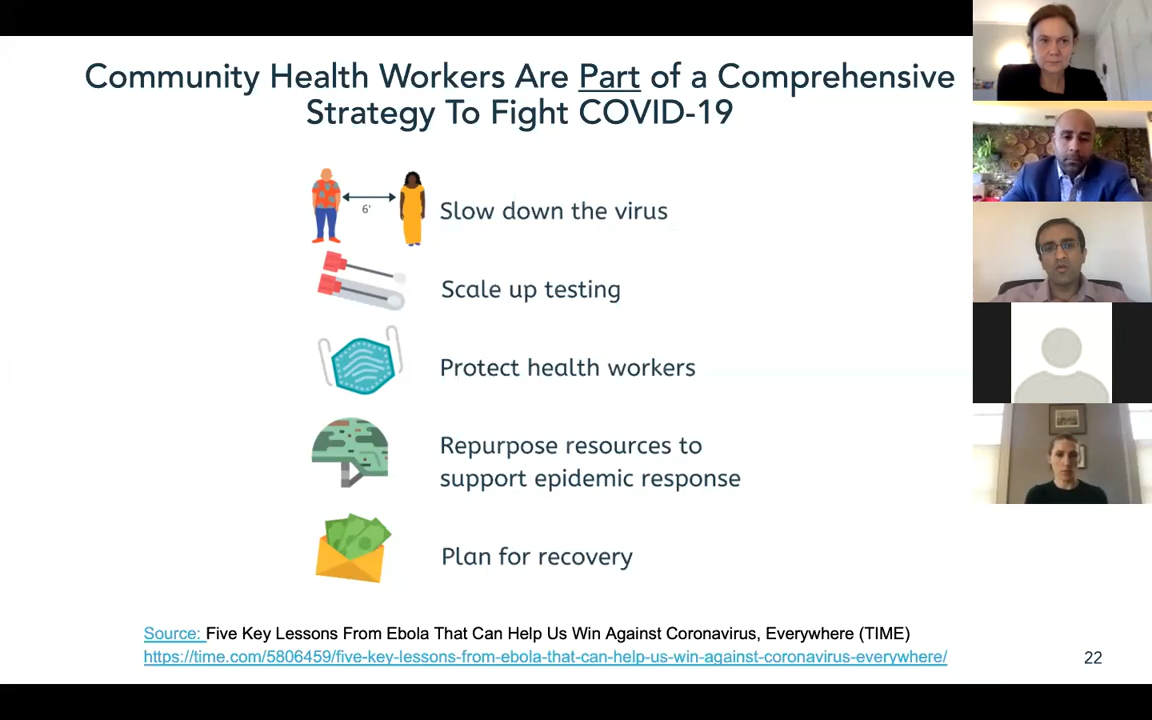 Community Health Workers Are Part of a Comprehensive
Strategy To Fight COVID-19
6'
Slow down the virus
Scale up testing
Protect health workers
Repurpose resources to
support epidemic response
Plan for recovery
Source: Five Key Lessons From Ebola That Can Help Us Win Against Coronavirus, Everywhere (TIME)
https://time.com/5806459/five-key-lessons-from-ebola-that-can-help-us-win-against-coronavirus-everywhere/
22